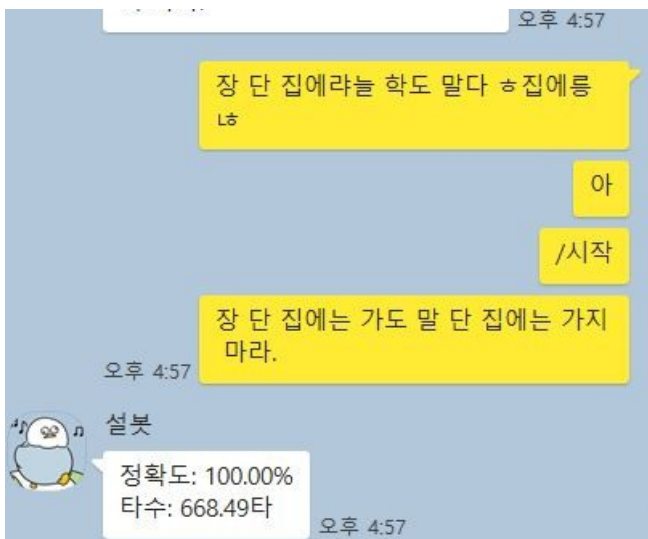 오후 4:57
장 단 집에랴늘 학도 말다 ㅎ집에릉
ㄶ
아
/시작
장 단 집에는 가도 말 단 집에는 가지
마라.
오후 4:57
설봇
정확도: 100.00%
타수: 668.49타
오후 4:57